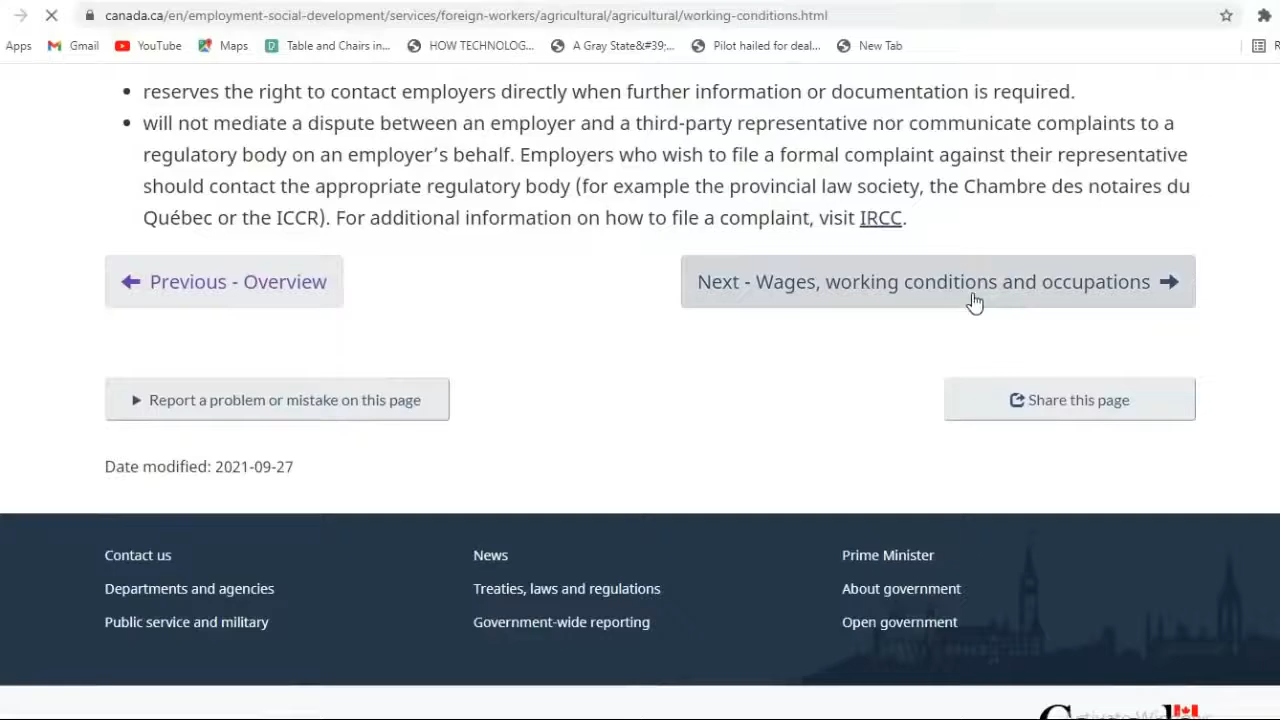 canada.ca/en/employment-social-development/services/foreign-workers/agricultural/agricultural/working-conditions.html
Apps Gmail YouTube Maps Table and Chairs in... HOW TECHNOLOG... A Gray State&#39;... Pilot hailed for deal... New Tab R
• reserves the right to contact employers directly when further information or documentation is required.
• will not mediate a dispute between an employer and a third-party representative nor communicate complaints to a
regulatory body on an employer’s behalf. Employers who wish to file a formal complaint against their representative
should contact the appropriate regulatory body (for example the provincial law society, the Chambre des notaires du
Québec or the ICCR). For additional information on how to file a complaint, visit IRCC.
Previous - Overview
Next - Wages, working conditions and occupations
Report a problem or mistake on this page
Share this page
Date modified: 2021-09-27
Contact us News Prime Minister
Departments and agencies Treaties, laws and regulations About government
Public service and military Government-wide reporting Open government